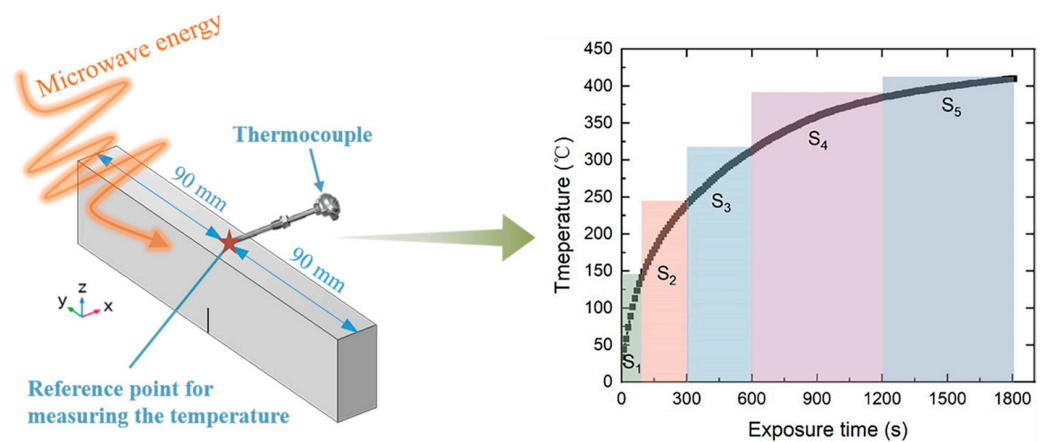 Microwave energy
Thermocouple
90 mm
90 mm
z
y
x
Reference point for
measuring the temperature
Tmeperature (℃)
450
400
350
300
250
200
150
100
50
0
S₁
S₂
S₃
S₄
S₅
0 300 600 900 1200 1500 1800
Exposure time (s)